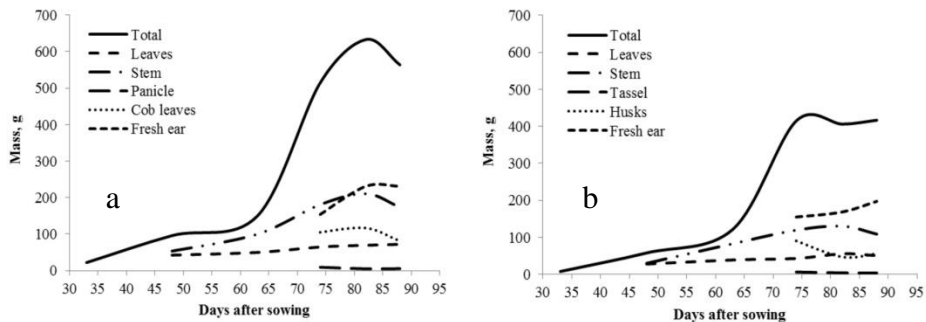 700
600
500
400
300
200
100
0
Mass, g
Total
Leaves
Stem
Panicle
Cob leaves
Fresh ear
a
30 35 40 45 50 55 60 65 70 75 80 85 90 95
Days after sowing
700
600
500
400
300
200
100
0
Mass, g
Total
Leaves
Stem
Tassel
Husks
Fresh ear
b
30 35 40 45 50 55 60 65 70 75 80 85 90 95
Days after sowing